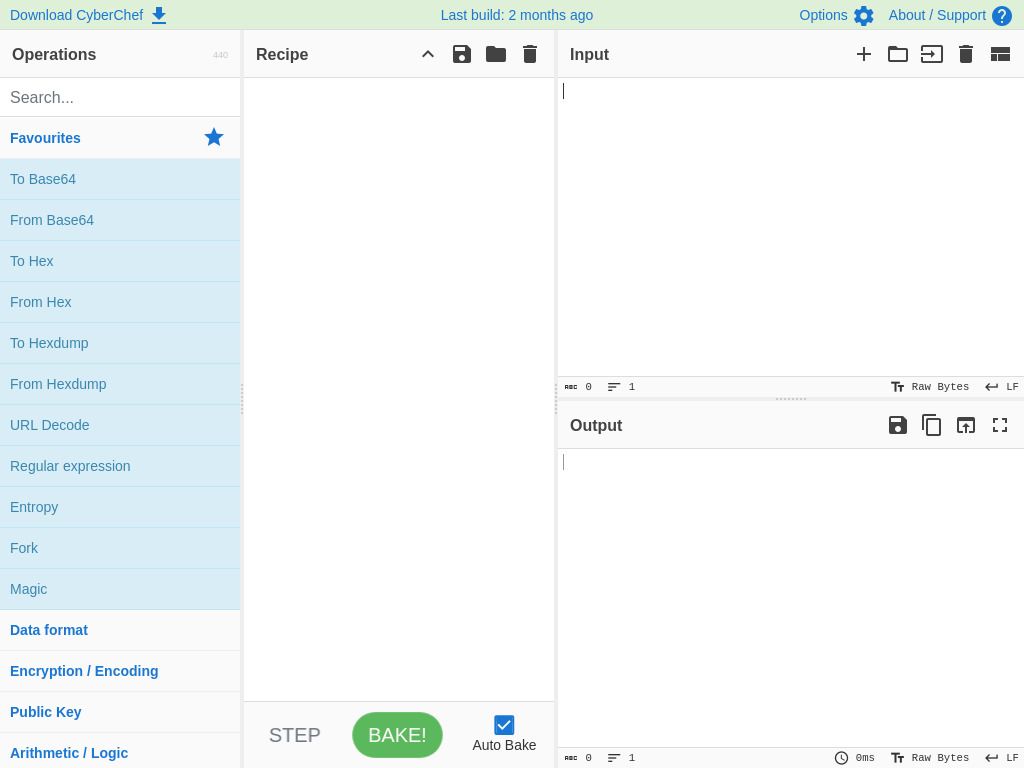 Download CyberChef
Last build: 2 months ago
Options
About / Support
Operations
440
Search...
Favourites
To Base64
From Base64
To Hex
From Hex
To Hexdump
From Hexdump
URL Decode
Regular expression
Entropy
Fork
Magic
Data format
Encryption / Encoding
Public Key
Arithmetic / Logic
Recipe
STEP
BAKE!
Auto Bake
Input
ABC 0 1 Raw Bytes LF
Output
ABC 0 1 0ms Raw Bytes LF